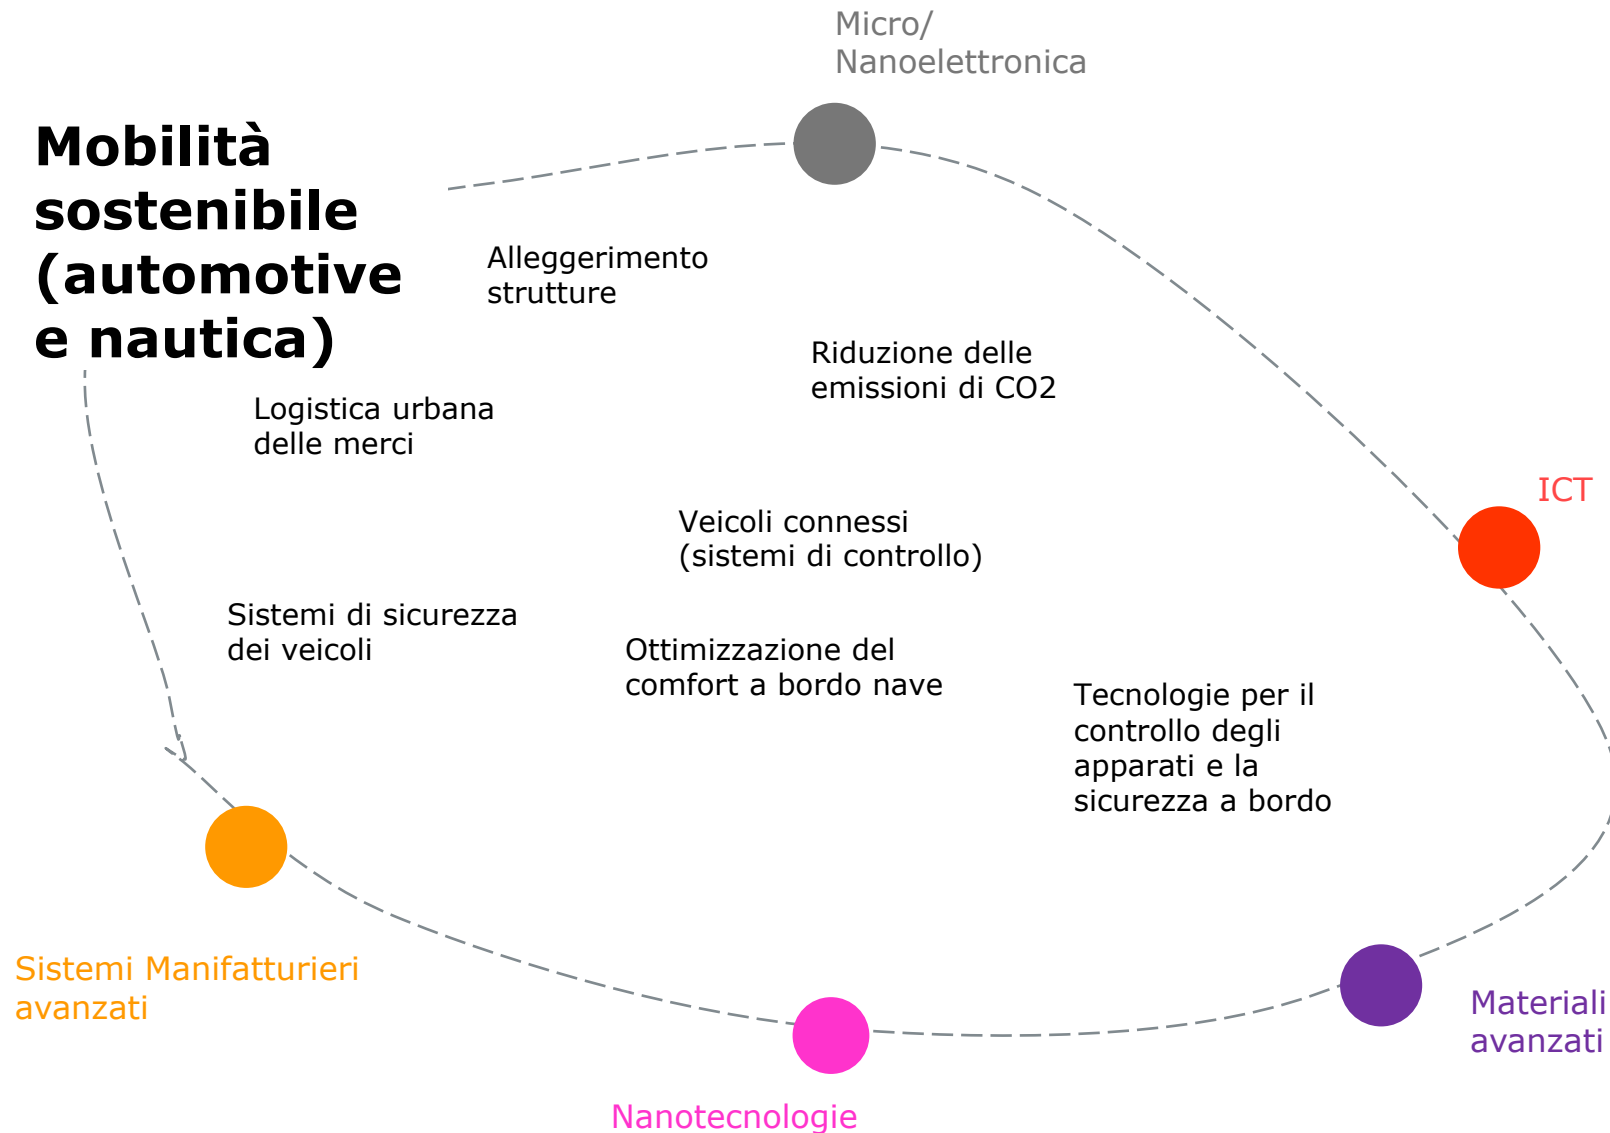 Micro/
Nanoelettronica
Mobilità
sostenibile
(automotive
e nautica)
Alleggerimento
strutture
Riduzione delle
emissioni di CO2
Logistica urbana
delle merci
ICT
Veicoli connessi
(sistemi di controllo)
Sistemi di sicurezza
dei veicoli
Ottimizzazione del
comfort a bordo nave
Tecnologie per il
controllo degli
apparati e la
sicurezza a bordo
Sistemi Manifatturieri
avanzati
Materiali
avanzati
Nanotecnologie